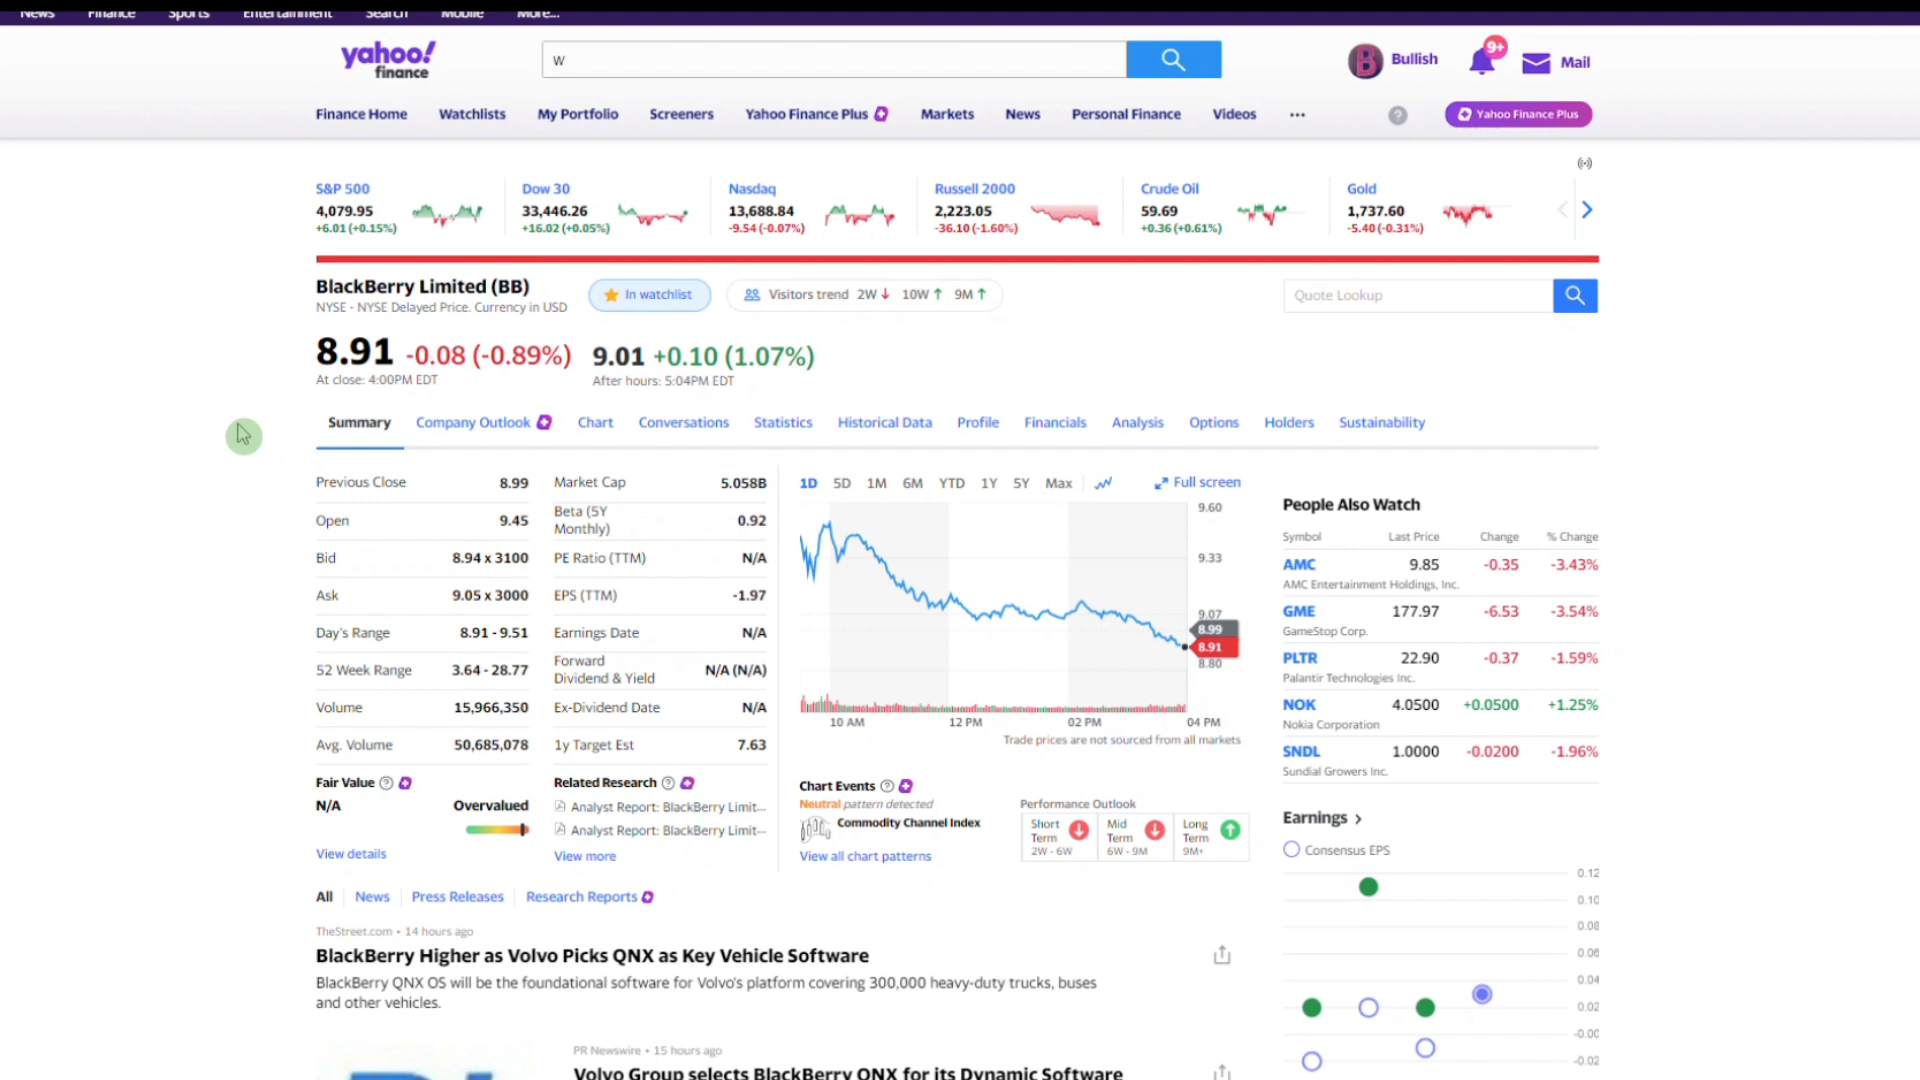 News Finance Sports Entertainment Search Mobile More...
yahoo!
finance
W
B
Bullish
9+
Mail
Finance Home Watchlists My Portfolio Screeners Yahoo Finance Plus Markets News Personal Finance Videos ... ? Yahoo Finance Plus
S&P 500
4,079.95
+6.01 (+0.15%)
Dow 30
33,446.26
+16.02 (+0.05%)
Nasdaq
13,688.84
-9.54 (-0.07%)
Russell 2000
2,223.05
-36.10 (-1.60%)
Crude Oil
59.69
+0.36 (+0.61%)
Gold
1,737.60
-5.40 (-0.31%)
BlackBerry Limited (BB)
NYSE - NYSE Delayed Price. Currency in USD
In watchlist
Visitors trend 2W 10W 9M
Quote Lookup
8.91 -0.08 (-0.89%)
At close: 4:00PM EDT
9.01 +0.10 (1.07%)
After hours: 5:04PM EDT
Summary Company Outlook Chart Conversations Statistics Historical Data Profile Financials Analysis Options Holders Sustainability
Previous Close 8.99
Open 9.45
Bid 8.94 x 3100
Ask 9.05 x 3000
Day's Range 8.91 - 9.51
52 Week Range 3.64 - 28.77
Volume 15,966,350
Avg. Volume 50,685,078
Market Cap 5.058B
Beta (5Y
Monthly) 0.92
PE Ratio (TTM) N/A
EPS (TTM) -1.97
Earnings Date N/A
Forward
Dividend & Yield N/A (N/A)
Ex-Dividend Date N/A
1y Target Est 7.63
Fair Value ?
N/A Overvalued
View details
Related Research ?
Analyst Report: BlackBerry Limit...
Analyst Report: BlackBerry Limit...
View more
1D 5D 1M 6M YTD 1Y 5Y Max Full screen
9.60
9.33
9.07
8.99
8.91
8.80
10 AM 12 PM 02 PM 04 PM
Trade prices are not sourced from all markets
Chart Events ?
Neutral pattern detected
Commodity Channel Index
View all chart patterns
Performance Outlook
Short
Term
2W - 6W
Mid
Term
6W - 9M
Long
Term
9M+
People Also Watch
Symbol Last Price Change % Change
AMC 9.85 -0.35 -3.43%
AMC Entertainment Holdings, Inc.
GME 177.97 -6.53 -3.54%
GameStop Corp.
PLTR 22.90 -0.37 -1.59%
Palantir Technologies Inc.
NOK 4.0500 +0.0500 +1.25%
Nokia Corporation
SNDL 1.0000 -0.0200 -1.96%
Sundial Growers Inc.
Earnings
Consensus EPS
0.12
0.10
0.08
0.06
0.04
0.02
-0.00
-0.02
All News Press Releases Research Reports
TheStreet.com • 14 hours ago
BlackBerry Higher as Volvo Picks QNX as Key Vehicle Software
BlackBerry QNX OS will be the foundational software for Volvo's platform covering 300,000 heavy-duty trucks, buses
and other vehicles.
PR Newswire • 15 hours ago
Volvo Group selects BlackBerry QNX for its Dynamic Software